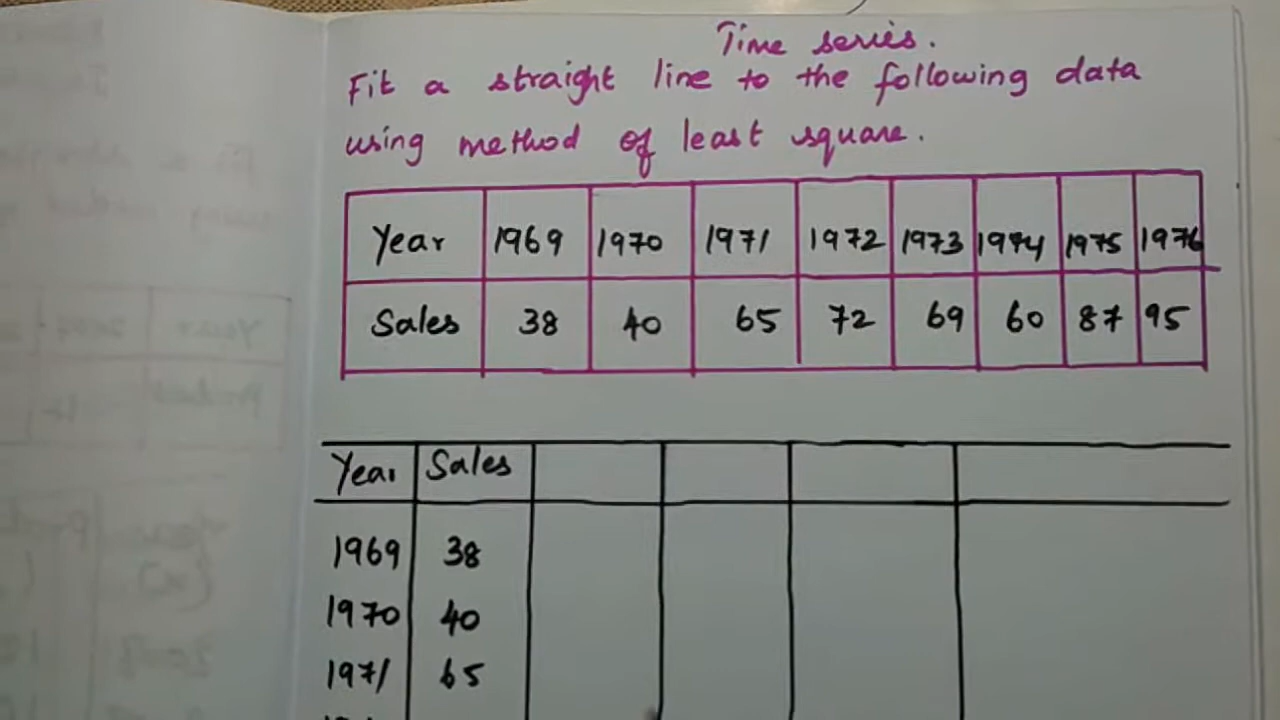 Time series.
Fit a straight line to the following data
using method of least square.
Year 1969 1970 1971 1972 1973 1974 1975 1976
Sales 38 40 65 72 69 60 87 95
Year Sales
1969 38
1970 40
1971 65